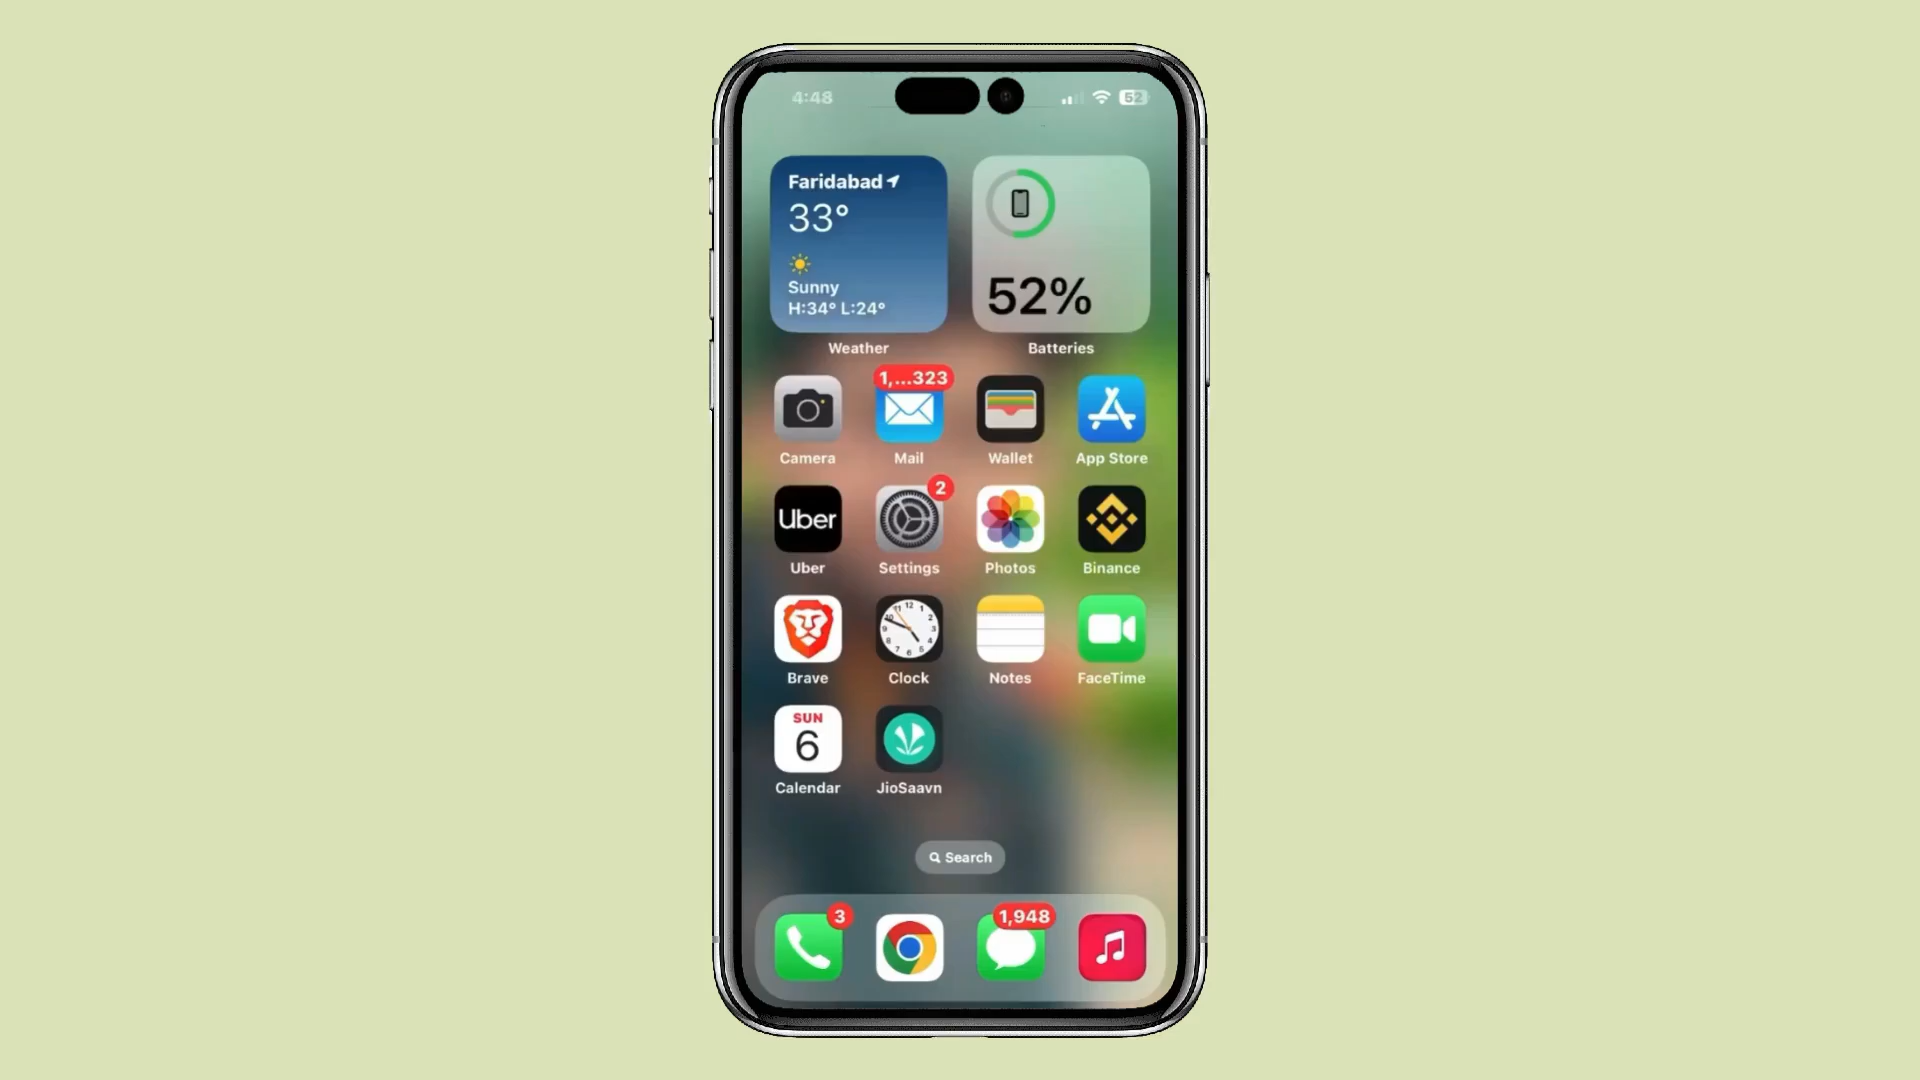 4:48
52
Faridabad
33°
Sunny
H:34° L:24°
Weather
52%
Batteries
1,...323
Camera
Mail
Wallet
App Store
Uber
2
Uber
Settings
Photos
Binance
Brave
Clock
Notes
FaceTime
SUN
6
Calendar
JioSaavn
Search
3
1,948